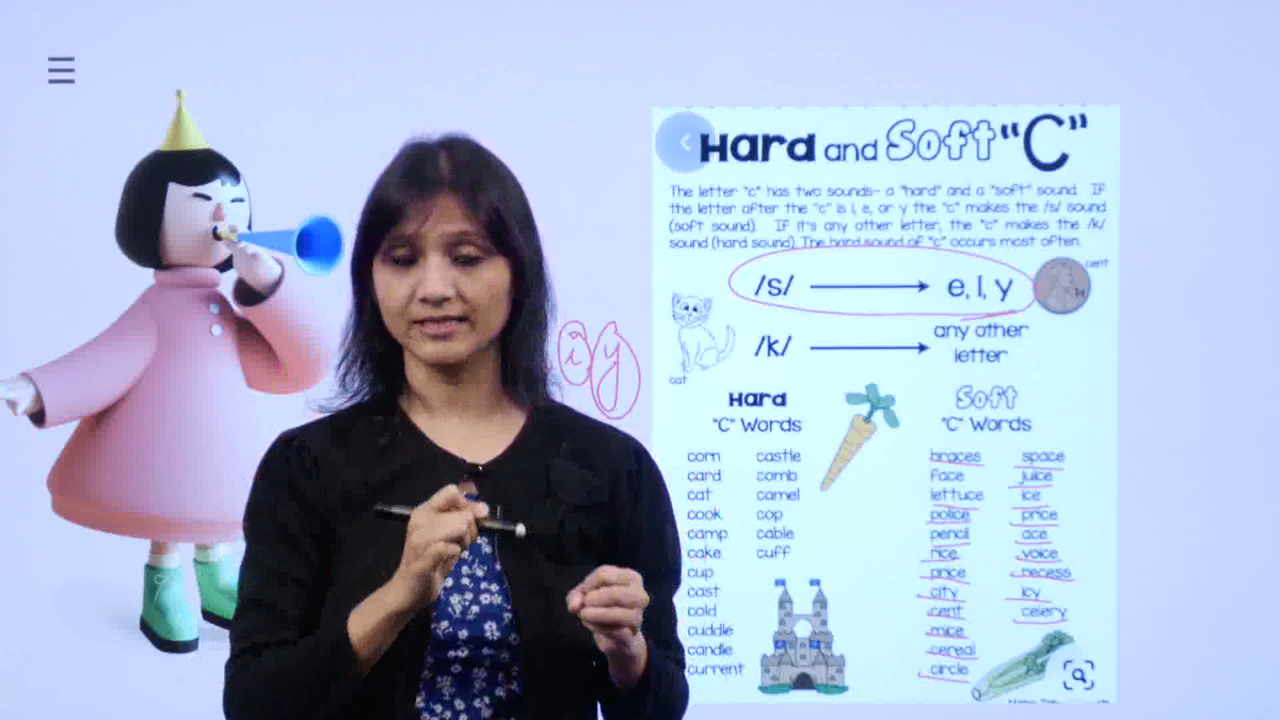 Hard and Soft "C"
The letter "c" has two sounds- a "hard" and a "soft" sound. If
the letter after the "c" is i, e, or y the "c" makes the /s/ sound
(soft sound). If it's any other letter, the "c" makes the /k/
sound (hard sound). The hard sound of "c" occurs most often.
/s/ e, i, y
cent
/k/ any other
letter
cat
i y
Hard
"C" Words
corn castle
card comb
cat camel
cook cop
camp cable
cake cuff
cup
cast
cold
cuddle
candle
current
Soft
"C" Words
braces space
face juice
lettuce ice
police price
pencil ace
rice voice
price recess
city icy
cent celery
mice
cereal
circle